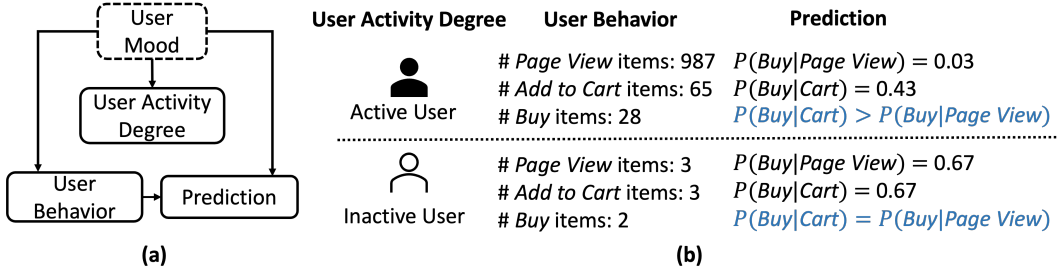 User
Mood
User Activity
Degree
User
Behavior
Prediction
(a)
User Activity Degree User Behavior Prediction
Active User
# Page View items: 987
# Add to Cart items: 65
# Buy items: 28
P(Buy|Page View) = 0.03
P(Buy|Cart) = 0.43
P(Buy|Cart) > P(Buy|Page View)
Inactive User
# Page View items: 3
# Add to Cart items: 3
# Buy items: 2
P(Buy|Page View) = 0.67
P(Buy|Cart) = 0.67
P(Buy|Cart) = P(Buy|Page View)
(b)